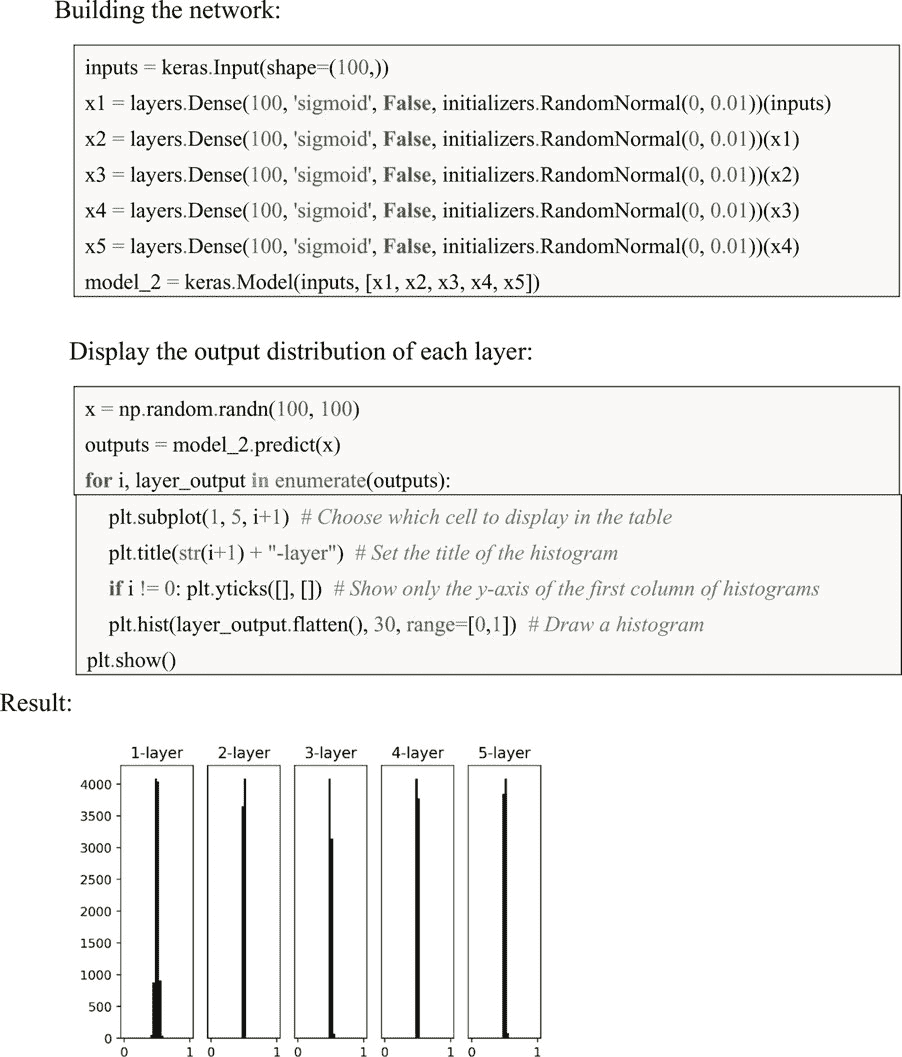 Building the network:
inputs = keras.Input(shape=(100,))
x1 = layers.Dense(100, 'sigmoid', False, initializers.RandomNormal(0, 0.01))(inputs)
x2 = layers.Dense(100, 'sigmoid', False, initializers.RandomNormal(0, 0.01))(x1)
x3 = layers.Dense(100, 'sigmoid', False, initializers.RandomNormal(0, 0.01))(x2)
x4 = layers.Dense(100, 'sigmoid', False, initializers.RandomNormal(0, 0.01))(x3)
x5 = layers.Dense(100, 'sigmoid', False, initializers.RandomNormal(0, 0.01))(x4)
model_2 = keras.Model(inputs, [x1, x2, x3, x4, x5])
Display the output distribution of each layer:
x = np.random.randn(100, 100)
outputs = model_2.predict(x)
for i, layer_output in enumerate(outputs):
plt.subplot(1, 5, i+1) # Choose which cell to display in the table
plt.title(str(i+1) + "-layer") # Set the title of the histogram
if i != 0: plt.yticks([], []) # Show only the y-axis of the first column of histograms
plt.hist(layer_output.flatten(), 30, range=[0,1]) # Draw a histogram
plt.show()
Result:
1-layer 2-layer 3-layer 4-layer 5-layer
4000
3500
3000
2500
2000
1500
1000
500
0
0 1 0 1 0 1 0 1 0 1